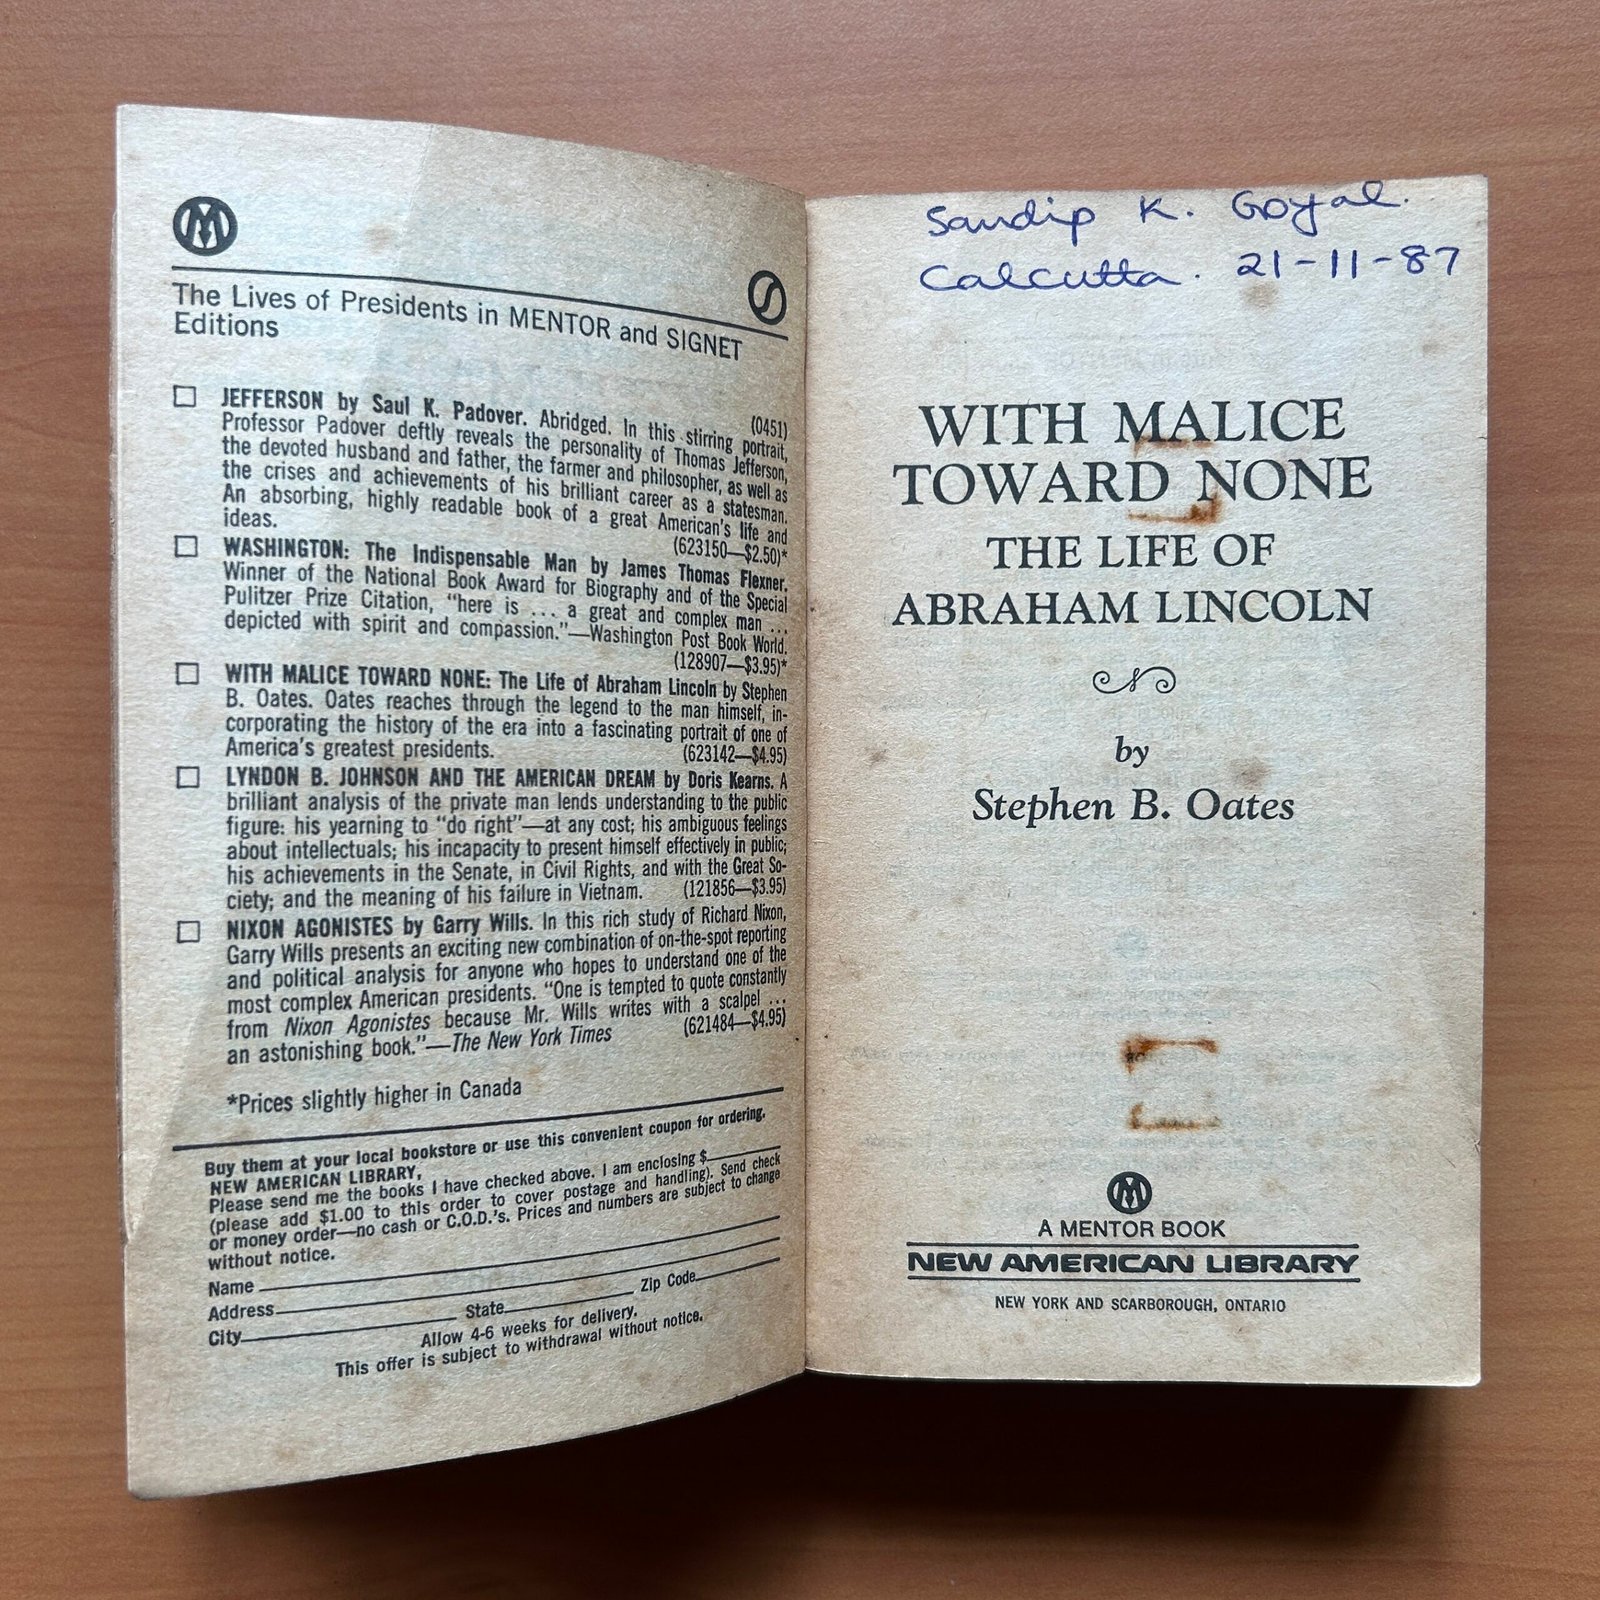 The Lives of Presidents in MENTOR and SIGNET
Editions
JEFFERSON by Saul K. Padover. Abridged. In this stirring portrait, (0451)
Professor Padover deftly reveals the personality of Thomas Jefferson,
the devoted husband and father, the farmer and philosopher, as well as
the crises and achievements of his brilliant career as a statesman.
An absorbing, highly readable book of a great American's life and
ideas. (623150—$2.50)*
WASHINGTON: The Indispensable Man by James Thomas Flexner.
Winner of the National Book Award for Biography and of the Special
Pulitzer Prize Citation, "here is ... a great and complex man ...
depicted with spirit and compassion."—Washington Post Book World.
(128907—$3.95)*
WITH MALICE TOWARD NONE: The Life of Abraham Lincoln by Stephen
B. Oates. Oates reaches through the legend to the man himself, in-
corporating the history of the era into a fascinating portrait of one of
America's greatest presidents. (623142—$4.95)
LYNDON B. JOHNSON AND THE AMERICAN DREAM by Doris Kearns. A
brilliant analysis of the private man lends understanding to the public
figure: his yearning to "do right"—at any cost; his ambiguous feelings
about intellectuals; his incapacity to present himself effectively in public;
his achievements in the Senate, in Civil Rights, and with the Great So-
ciety; and the meaning of his failure in Vietnam. (121856—$3.95)
NIXON AGONISTES by Garry Wills. In this rich study of Richard Nixon,
Garry Wills presents an exciting new combination of on-the-spot reporting
and political analysis for anyone who hopes to understand one of the
most complex American presidents. "One is tempted to quote constantly
from Nixon Agonistes because Mr. Wills writes with a scalpel ...
an astonishing book."—The New York Times (621484—$4.95)
*Prices slightly higher in Canada
Buy them at your local bookstore or use this convenient coupon for ordering.
NEW AMERICAN LIBRARY,
Please send me the books I have checked above. I am enclosing $
(please add $1.00 to this order to cover postage and handling). Send check
or money order—no cash or C.O.D.'s. Prices and numbers are subject to change
without notice.
Name
Address
City State Zip Code
Allow 4-6 weeks for delivery.
This offer is subject to withdrawal without notice.
Sandip K. Goyal.
Calcutta. 21-11-87
WITH MALICE
TOWARD NONE
THE LIFE OF
ABRAHAM LINCOLN
by
Stephen B. Oates
A MENTOR BOOK
NEW AMERICAN LIBRARY
NEW YORK AND SCARBOROUGH, ONTARIO